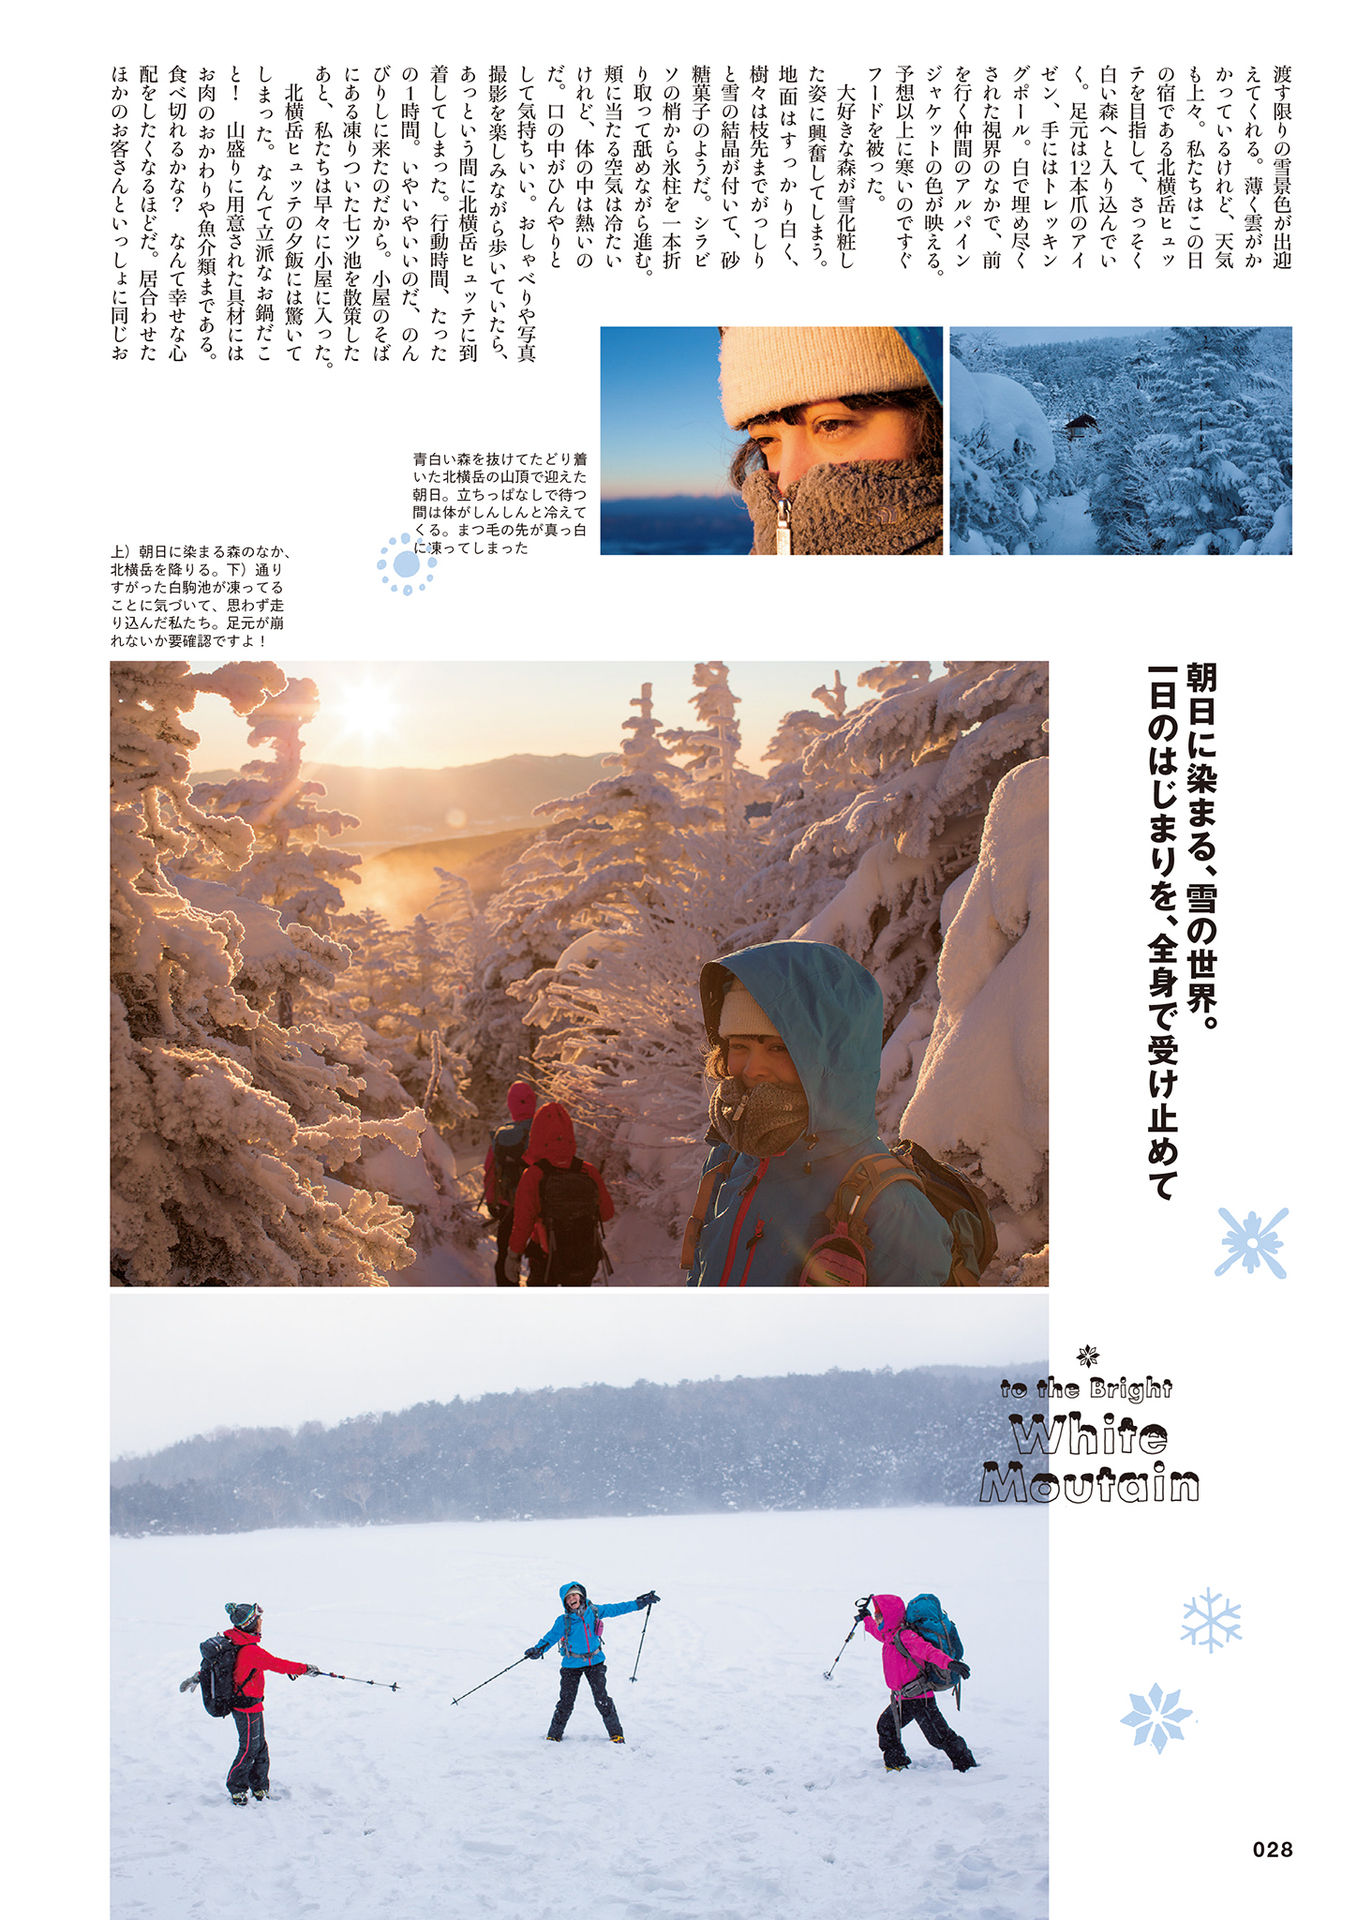 渡す限りの雪景色が出迎
えてくれる。薄く雲がか
かっているけれど、天気
も上々。私たちはこの日
の宿である北横岳ヒュッ
テを目指して、さっそく
白い森へと入り込んでい
く。足元は12本爪のアイ
ゼン、手にはトレッキン
グポール。白で埋め尽く
された視界のなかで、前
を行く仲間のアルパイン
ジャケットの色が映える。
予想以上に寒いのですぐ
フードを被った。
大好きな森が雪化粧し
た姿に興奮してしまう。
地面はすっかり白く、
樹々は枝先までがっしり
と雪の結晶が付いて、砂
糖菓子のようだ。シラビ
ソの梢から氷柱を一本折
り取って舐めながら進む。
頬に当たる空気は冷たい
けれど、体の中は熱いの
だ。口の中がひんやりと
して気持ちいい。おしゃべりや写真
撮影を楽しみながら歩いていたら、
あっという間に北横岳ヒュッテに到
着してしまった。行動時間、たった
の1時間。いやいやいいのだ、のん
びりしに来たのだから。小屋のそば
にある凍りついた七ツ池を散策した
あと、私たちは早々に小屋に入った。
北横岳ヒュッテの夕飯には驚いて
しまった。なんて立派なお鍋だこ
と！　山盛りに用意された具材には
お肉のおかわりや魚介類まである。
食べ切れるかな？　なんて幸せな心
配をしたくなるほどだ。居合わせた
ほかのお客さんといっしょに同じお
青白い森を抜けてたどり着
いた北横岳の山頂で迎えた
朝日。立ちっぱなしで待つ
間は体がしんしんと冷えて
くる。まつ毛の先が真っ白
に凍ってしまった
上）朝日に染まる森のなか、
北横岳を降りる。下）通り
すがった白駒池が凍ってる
ことに気づいて、思わず走
り込んだ私たち。足元が崩
れないか要確認ですよ！
朝日に染まる、雪の世界。
一日のはじまりを、全身で受け止めて
to the Bright
White
Moutain
028